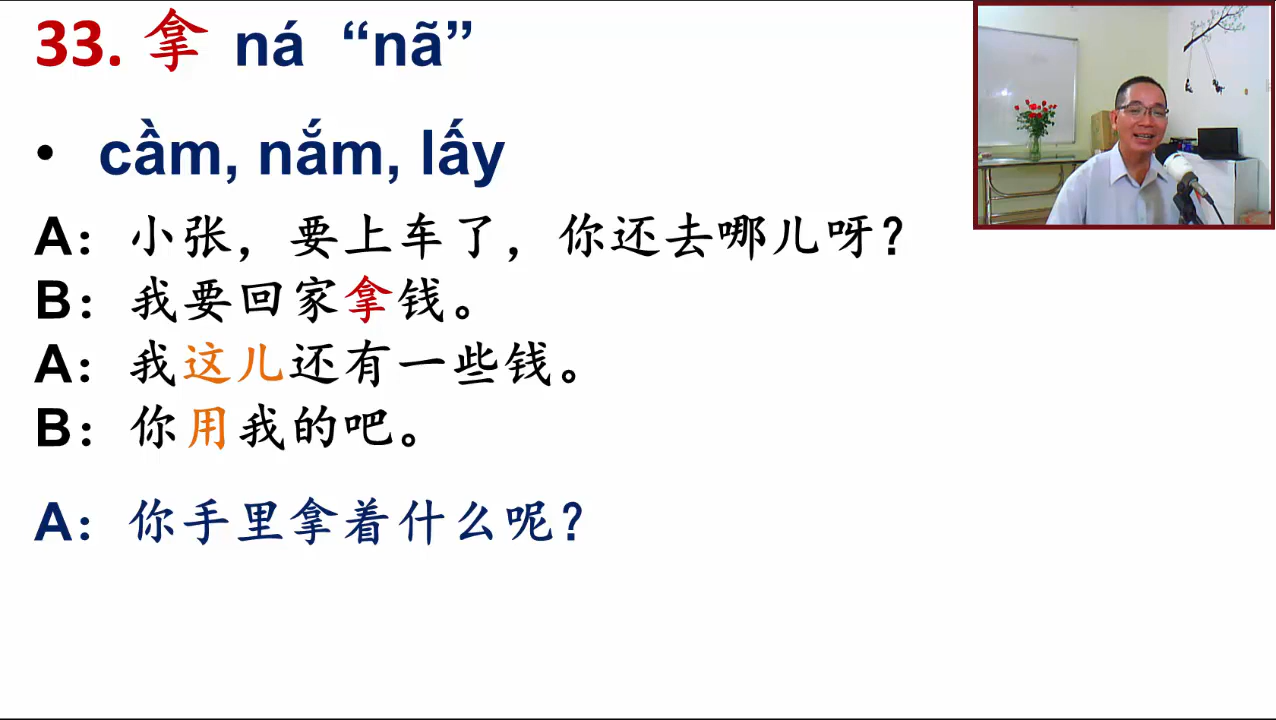 33. 拿 ná “nã”
• cầm, nắm, lấy
A：小张，要上车了，你还去哪儿呀？
B：我要回家拿钱。
A：我这儿还有一些钱。
B：你用我的吧。
A：你手里拿着什么呢？